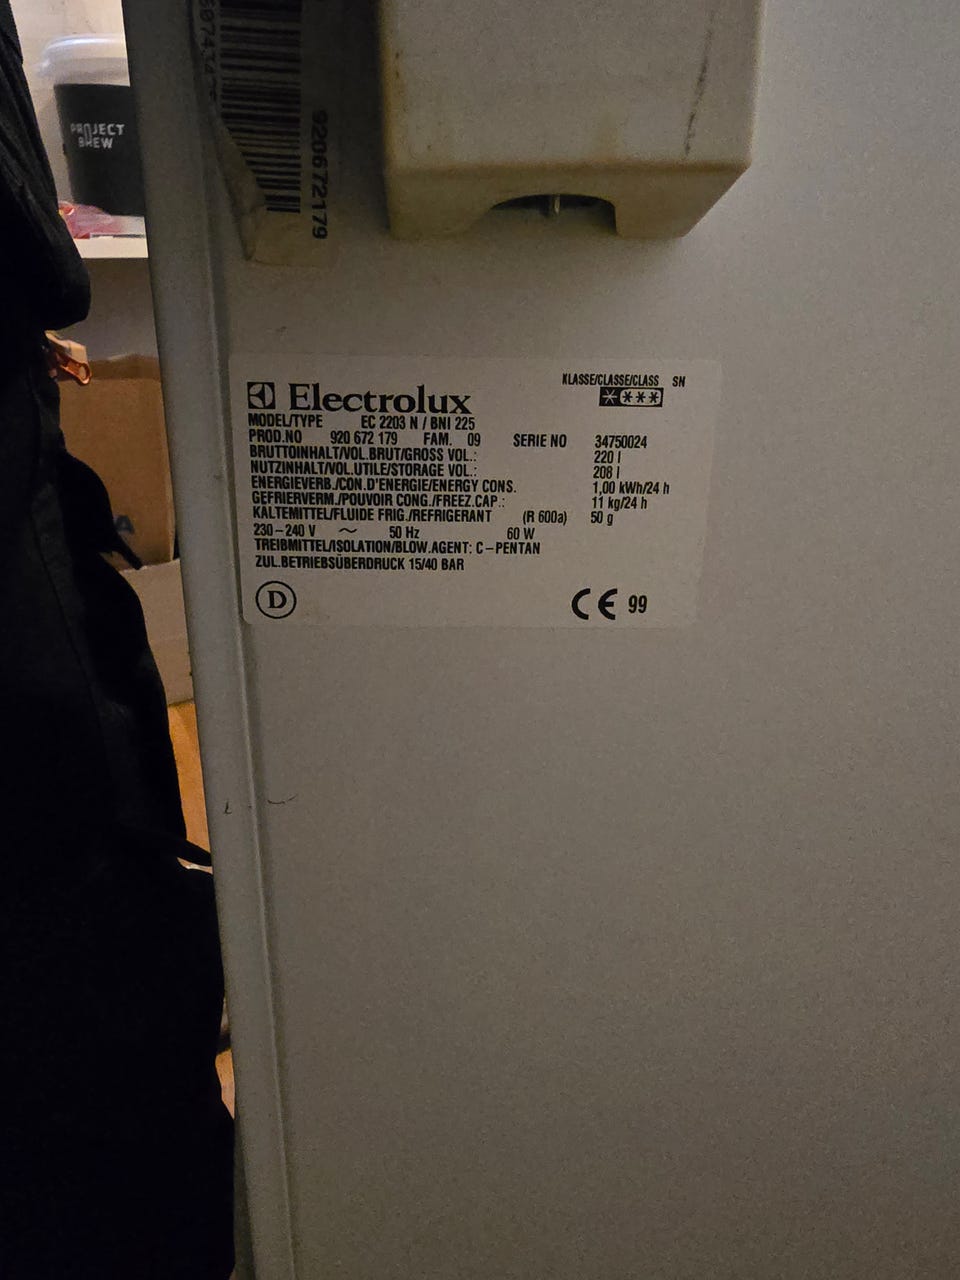 PROJECT
BREW
920672179
Electrolux
KLASSE/CLASSE/CLASS SN
MODEL/TYPE EC 2203 N / BNI 225
PROD.NO 920 672 179 FAM. 09 SERIE NO 34750024
BRUTTOINHALT/VOL.BRUT/GROSS VOL.: 220 l
NUTZINHALT/VOL.UTILE/STORAGE VOL.: 208 l
ENERGIEVERB./CON.D'ENERGIE/ENERGY CONS. 1,00 kWh/24 h
GEFRIERVERM./POUVOIR CONG./FREEZ.CAP.: 11 kg/24 h
KALTEMITTEL/FLUIDE FRIG./REFRIGERANT (R 600a) 50 g
230-240 V ~ 50 Hz 60 W
TREIBMITTEL/ISOLATION/BLOW.AGENT: C-PENTAN
ZUL.BETRIEBSÜBERDRUCK 15/40 BAR
D CE 99